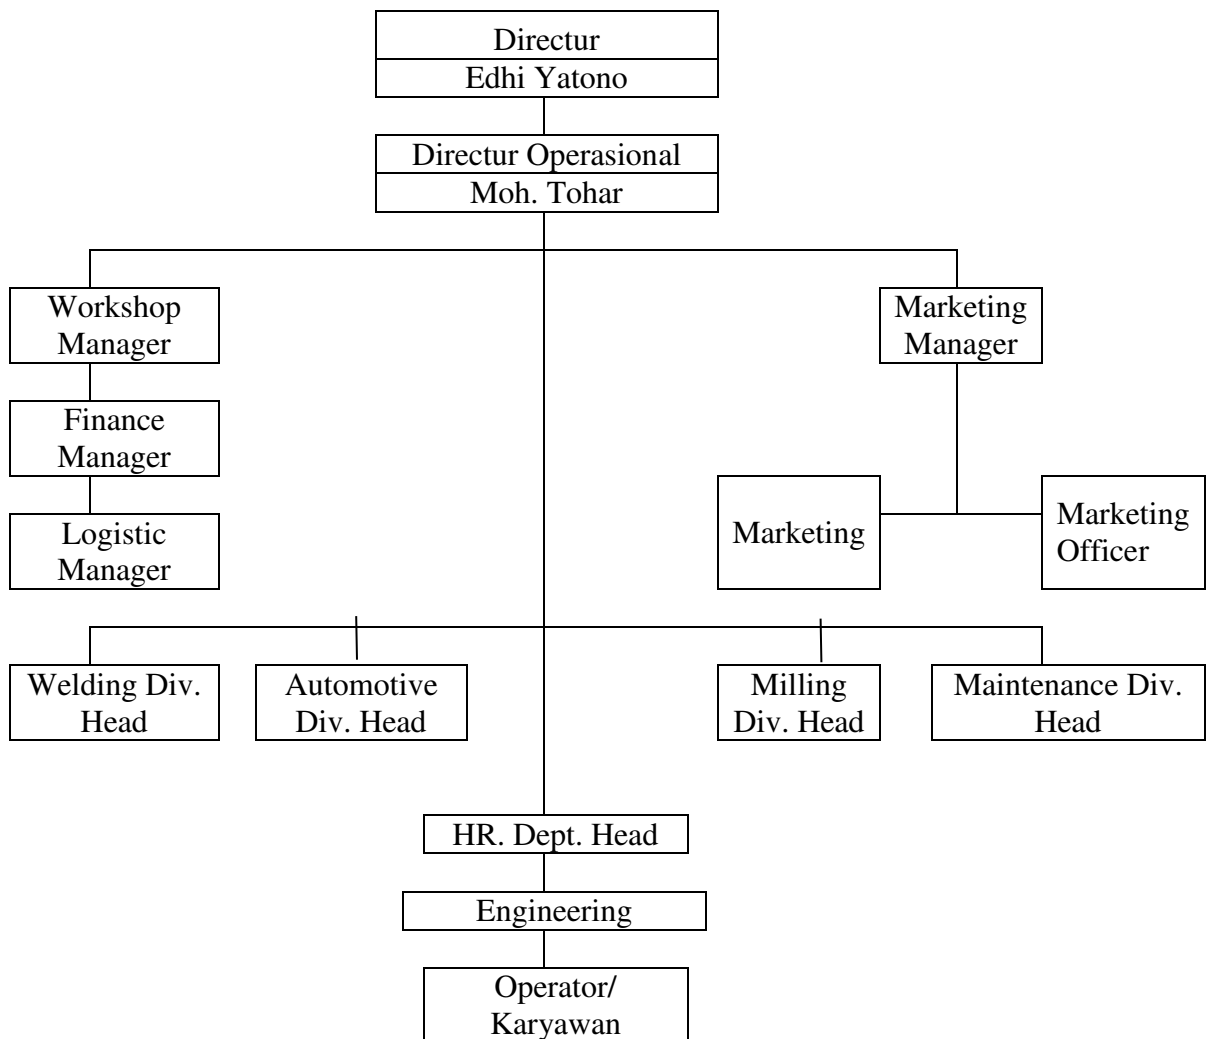 Directur
Edhi Yatono
Directur Operasional
Moh. Tohar
Workshop
Manager
Marketing
Manager
Finance
Manager
Logistic
Manager
Marketing
Marketing
Officer
Welding Div.
Head
Automotive
Div. Head
Milling
Div. Head
Maintenance Div.
Head
HR. Dept. Head
Engineering
Operator/
Karyawan